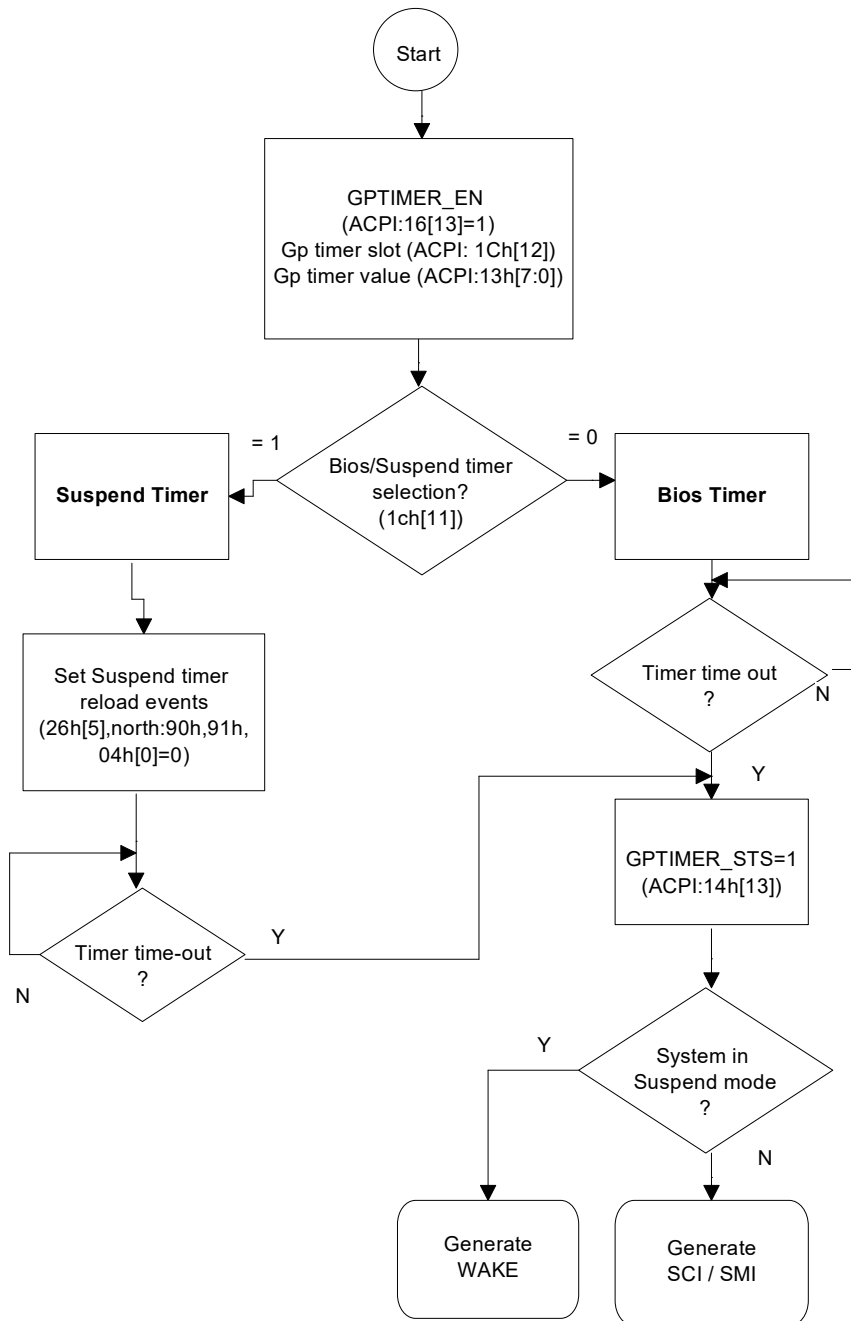 Start
GPTIMER_EN
(ACPI:16[13]=1)
Gp timer slot (ACPI: 1Ch[12])
Gp timer value (ACPI:13h[7:0])
= 1
= 0
Bios/Suspend timer
selection?
(1ch[11])
Suspend Timer
Bios Timer
Set Suspend timer
reload events
(26h[5],north:90h,91h,
04h[0]=0)
Timer time out
?
N
Y
GPTIMER_STS=1
(ACPI:14h[13])
Timer time-out
?
Y
N
System in
Suspend mode
?
Y
N
Generate
WAKE
Generate
SCI / SMI